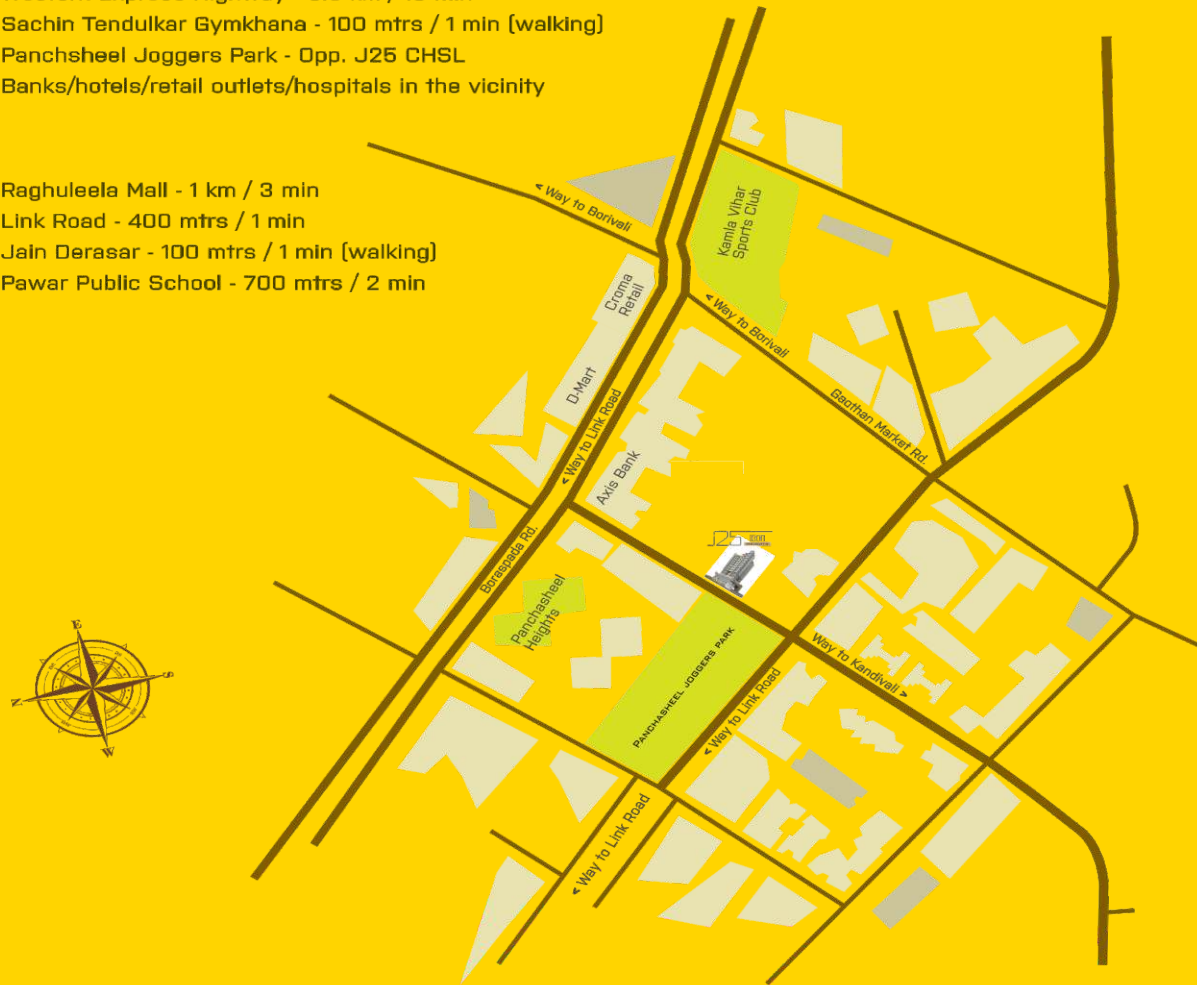 Sachin Tendulkar Gymkhana - 100 mtrs / 1 min (walking)
Panchsheel Joggers Park - Opp. J25 CHSL
Banks/hotels/retail outlets/hospitals in the vicinity
Raghuleela Mall - 1 km / 3 min
Link Road - 400 mtrs / 1 min
Jain Derasar - 100 mtrs / 1 min (walking)
Pawar Public School - 700 mtrs / 2 min
< Way to Borivali
Kamla Vihar
Sports Club
Croma
Retail
< Way to Borivali
D-Mart
< Way to Link Road
Gaothan Market Rd.
Axis Bank
J25
Boraspada Rd.
Panchasheel
Heights
PANCHASHEEL JOGGERS PARK
Way to Kandivali >
< Way to Link Road
< Way to Link Road
E
S
N
W